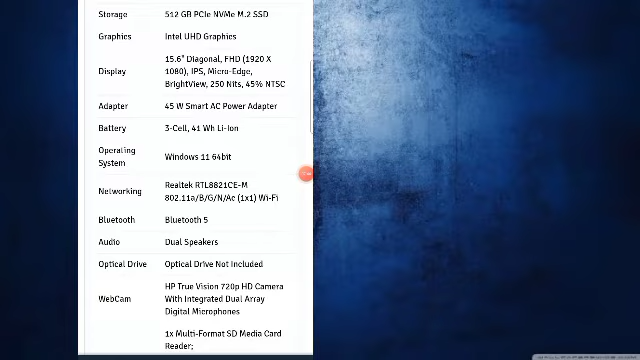 Storage 512 GB PCIe NVMe M.2 SSD
Graphics Intel UHD Graphics
15.6" Diagonal, FHD (1920 X
Display 1080), IPS, Micro-Edge,
BrightView, 250 Nits, 45% NTSC
Adapter 45 W Smart AC Power Adapter
Battery 3-Cell, 41 Wh Li-Ion
Operating
System Windows 11 64bit
Networking Realtek RTL8821CE-M
802.11a/B/G/N/Ac (1x1) Wi-Fi
Bluetooth Bluetooth 5
Audio Dual Speakers
Optical Drive Optical Drive Not Included
HP True Vision 720p HD Camera
WebCam With Integrated Dual Array
Digital Microphones
1x Multi-Format SD Media Card
Reader;